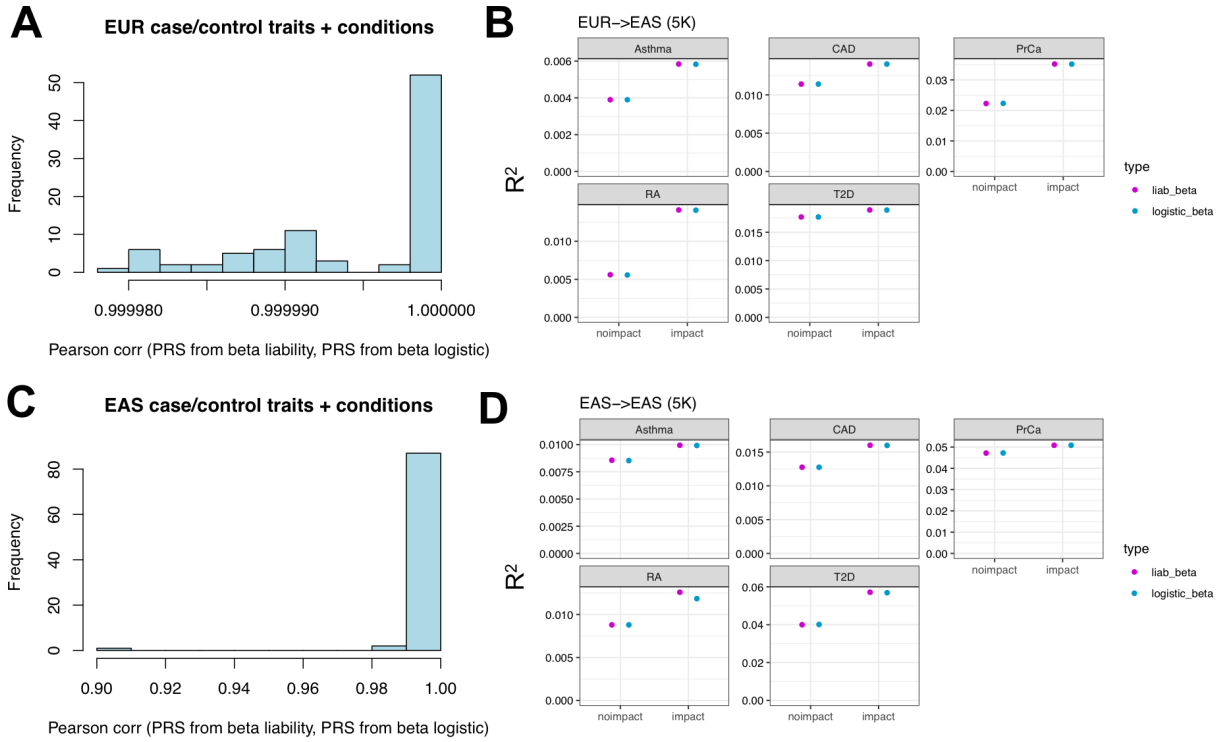 A
EUR case/control traits + conditions
Frequency
50
40
30
20
10
0
0.999980
0.999990
1.000000
Pearson corr (PRS from beta liability, PRS from beta logistic)
B
EUR−>EAS (5K)
R2
Asthma
0.006
0.004
0.002
0.000
CAD
0.010
0.005
0.000
PrCa
0.03
0.02
0.01
0.00
noimpact
impact
RA
0.010
0.005
0.000
noimpact
impact
T2D
0.015
0.010
0.005
0.000
noimpact
impact
type
liab_beta
logistic_beta
C
EAS case/control traits + conditions
Frequency
80
60
40
20
0
0.90
0.92
0.94
0.96
0.98
1.00
Pearson corr (PRS from beta liability, PRS from beta logistic)
D
EAS−>EAS (5K)
R2
Asthma
0.0100
0.0075
0.0050
0.0025
0.0000
CAD
0.015
0.010
0.005
0.000
PrCa
0.05
0.04
0.03
0.02
0.01
0.00
noimpact
impact
RA
0.010
0.005
0.000
noimpact
impact
T2D
0.06
0.04
0.02
0.00
noimpact
impact
type
liab_beta
logistic_beta